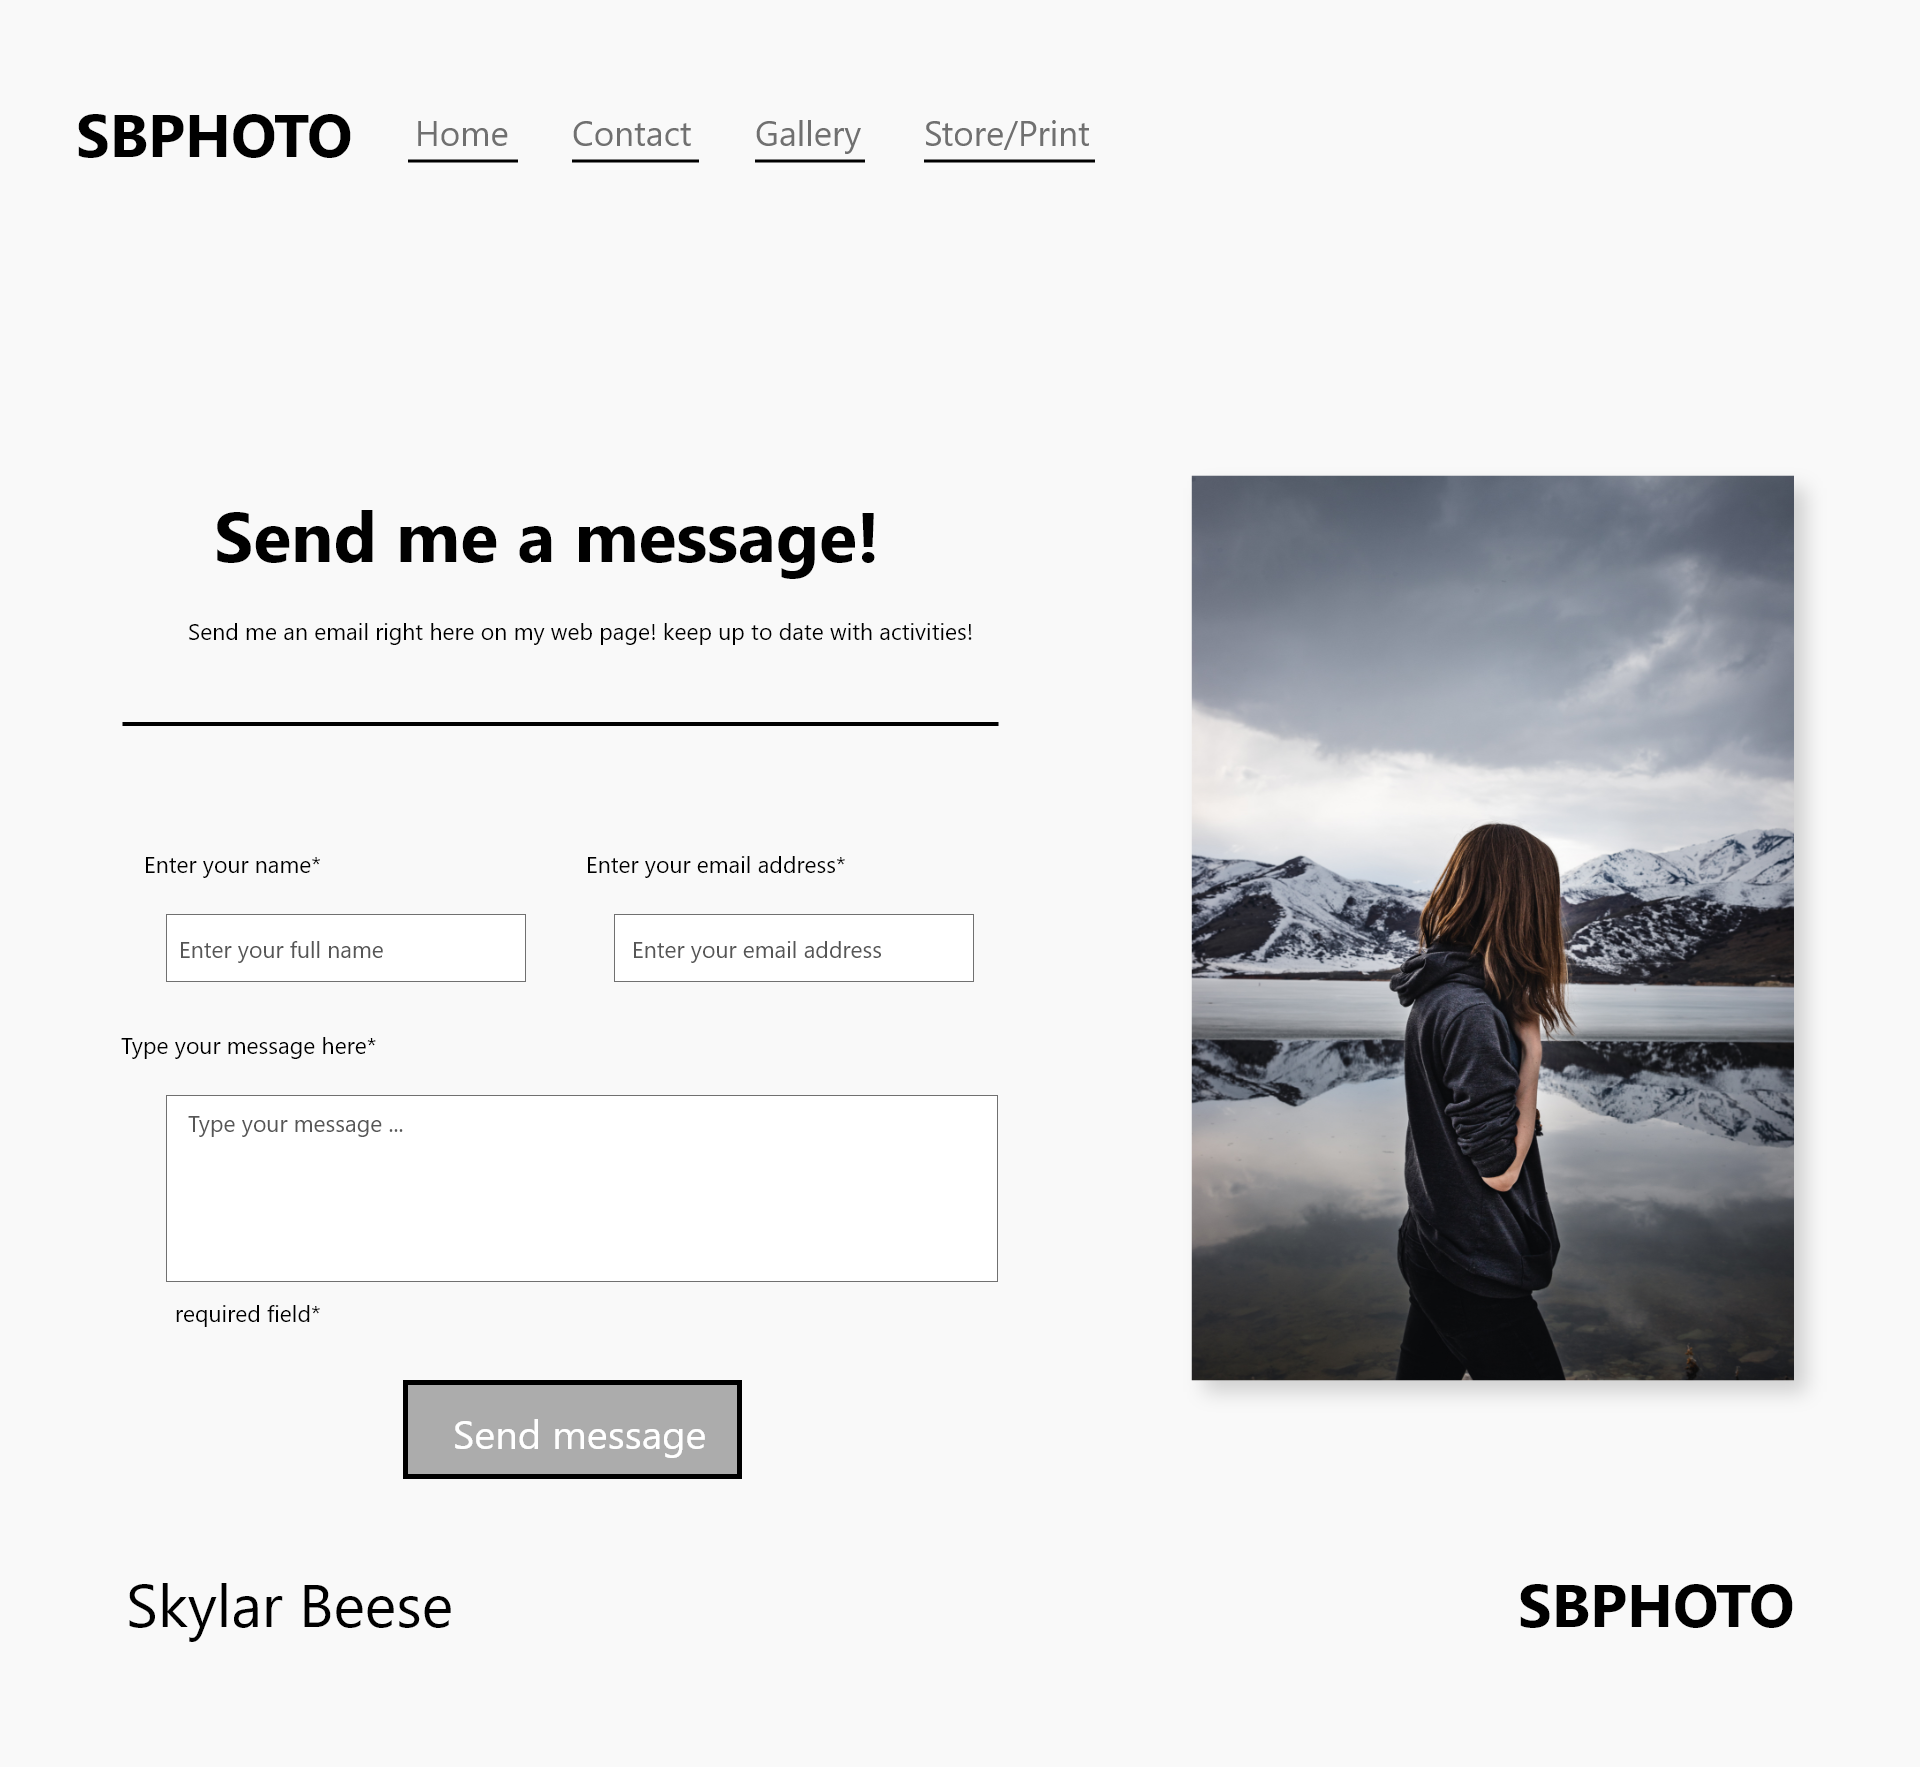 SBPHOTO Home Contact Gallery Store/Print
Send me a message!
Send me an email right here on my web page! keep up to date with activities!
Enter your name* Enter your email address*
Enter your full name Enter your email address
Type your message here*
Type your message ...
required field*
Send message
Skylar Beese SBPHOTO